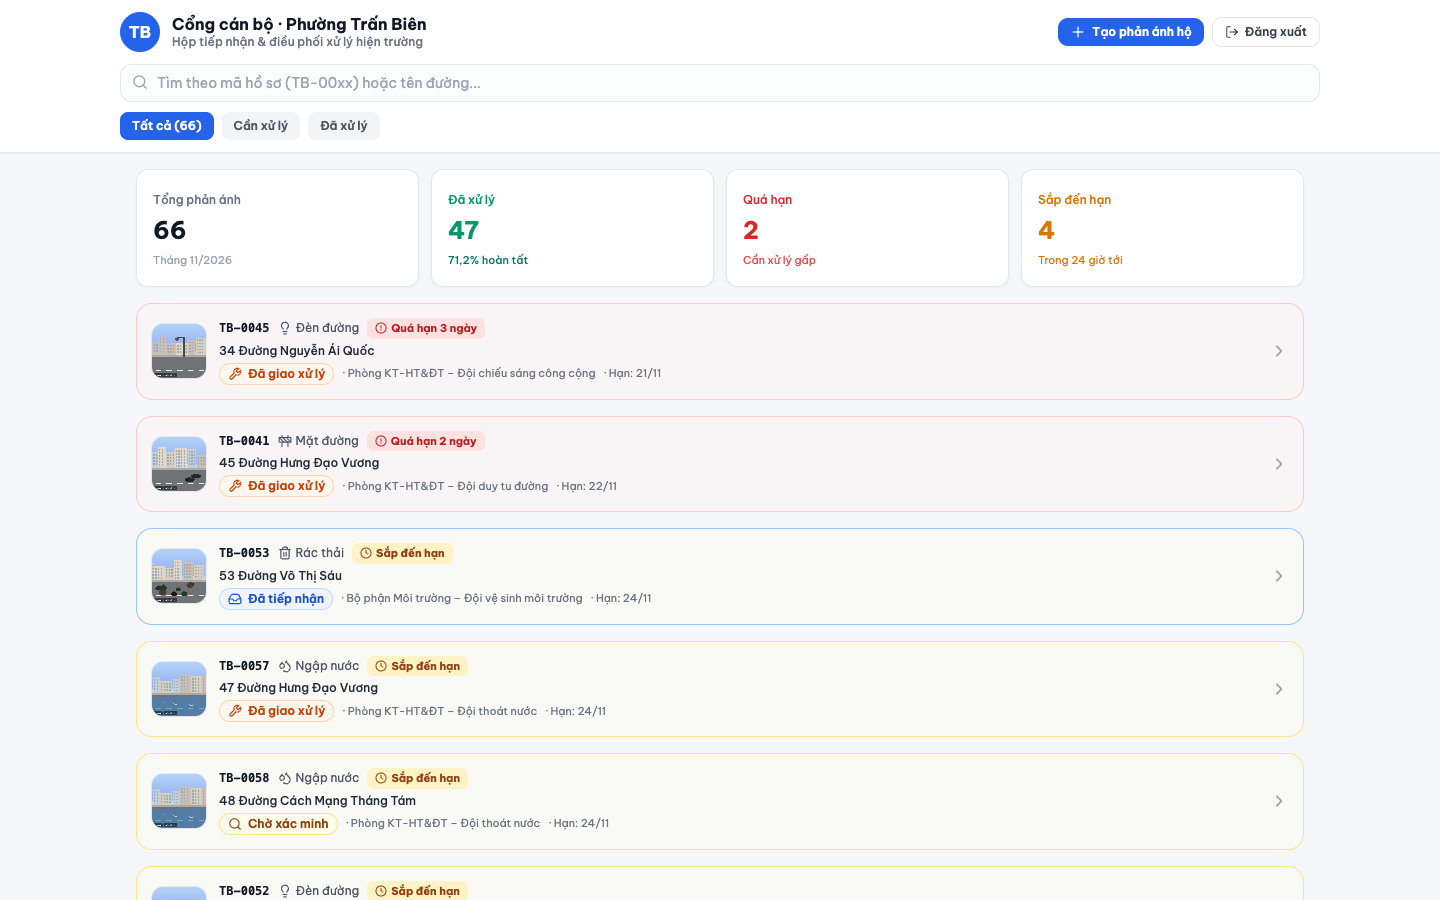 TB
Cổng cán bộ · Phường Trấn Biên
Hộp tiếp nhận & điều phối xử lý hiện trường
Tạo phản ánh hộ
Đăng xuất
Tìm theo mã hồ sơ (TB-00xx) hoặc tên đường...
Tất cả (66)
Cần xử lý
Đã xử lý
Tổng phản ánh
66
Tháng 11/2026
Đã xử lý
47
71,2% hoàn tất
Quá hạn
2
Cần xử lý gấp
Sắp đến hạn
4
Trong 24 giờ tới
TB-0045 Đèn đường Quá hạn 3 ngày
34 Đường Nguyễn Ái Quốc
Đã giao xử lý · Phòng KT-HT&ĐT – Đội chiếu sáng công cộng · Hạn: 21/11
TB-0041 Mặt đường Quá hạn 2 ngày
45 Đường Hưng Đạo Vương
Đã giao xử lý · Phòng KT-HT&ĐT – Đội duy tu đường · Hạn: 22/11
TB-0053 Rác thải Sắp đến hạn
53 Đường Võ Thị Sáu
Đã tiếp nhận · Bộ phận Môi trường – Đội vệ sinh môi trường · Hạn: 24/11
TB-0057 Ngập nước Sắp đến hạn
47 Đường Hưng Đạo Vương
Đã giao xử lý · Phòng KT-HT&ĐT – Đội thoát nước · Hạn: 24/11
TB-0058 Ngập nước Sắp đến hạn
48 Đường Cách Mạng Tháng Tám
Chờ xác minh · Phòng KT-HT&ĐT – Đội thoát nước · Hạn: 24/11
TB-0052 Đèn đường Sắp đến hạn